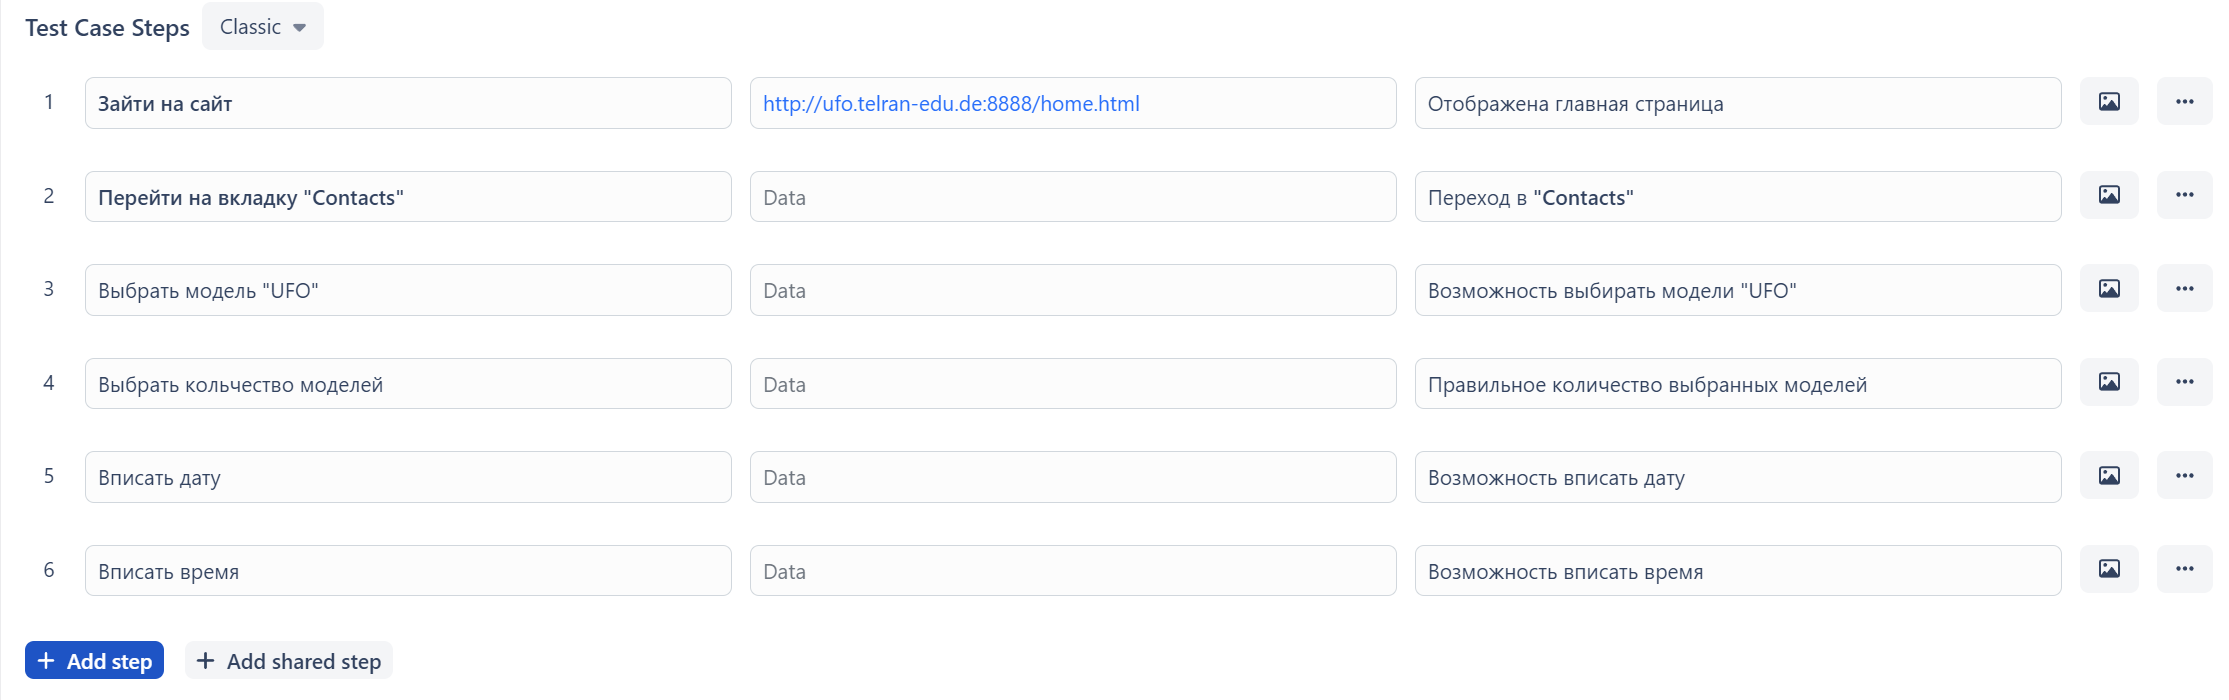 Test Case Steps Classic
1 Зайти на сайт http://ufo.telran-edu.de:8888/home.html Отображена главная страница
2 Перейти на вкладку "Contacts" Data Переход в "Contacts"
3 Выбрать модель "UFO" Data Возможность выбирать модели "UFO"
4 Выбрать кольчество моделей Data Правильное количество выбранных моделей
5 Вписать дату Data Возможность вписать дату
6 Вписать время Data Возможность вписать время
+ Add step + Add shared step